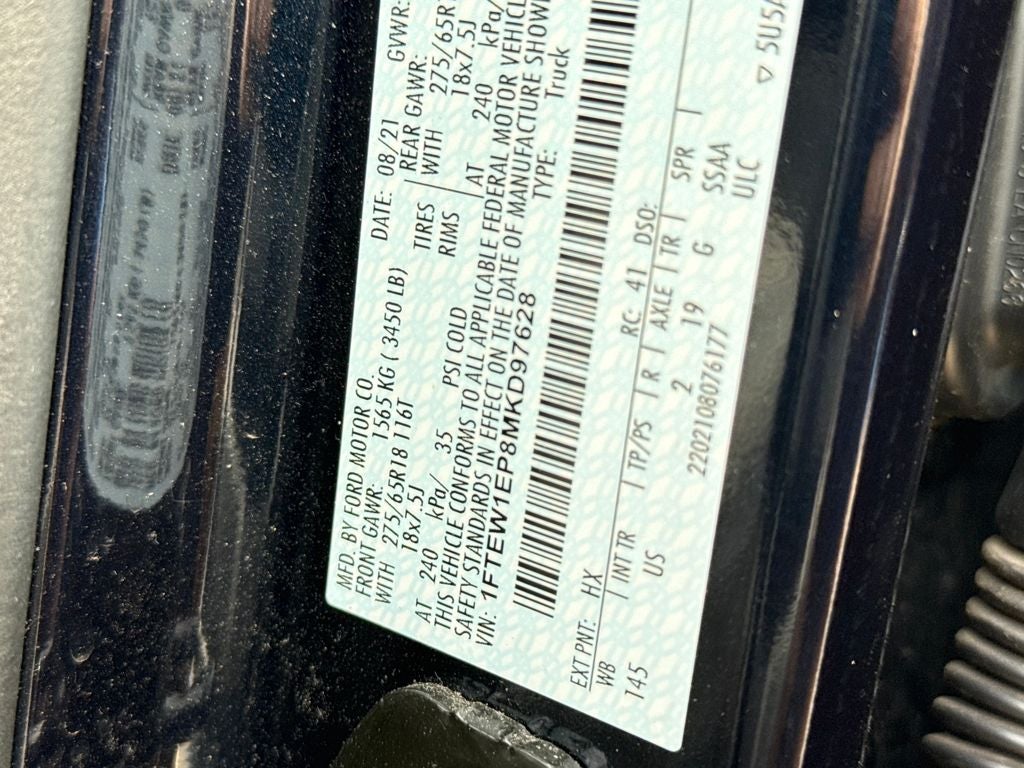 MFD. BY FORD MOTOR CO.
DATE: 08/21 GVWR:
FRONT GAWR: 1565 KG ( 3450 LB) REAR GAWR:
WITH 275/65R18 116T TIRES WITH 275/65R1
18x7.5J RIMS 18x7.5J
AT 240 kPa/ 35 PSI COLD AT 240 kPa/
THIS VEHICLE CONFORMS TO ALL APPLICABLE FEDERAL MOTOR VEHICLE
SAFETY STANDARDS IN EFFECT ON THE DATE OF MANUFACTURE SHOWN
VIN: 1FTEW1EP8MKD97628 TYPE: Truck
EXT PNT: HX RC: 41 DSO:
WB INT TR TP/PS R AXLE TR SPR
145 US 2 19 G SSAA
2202108076177 ULC
▽ 5U5A